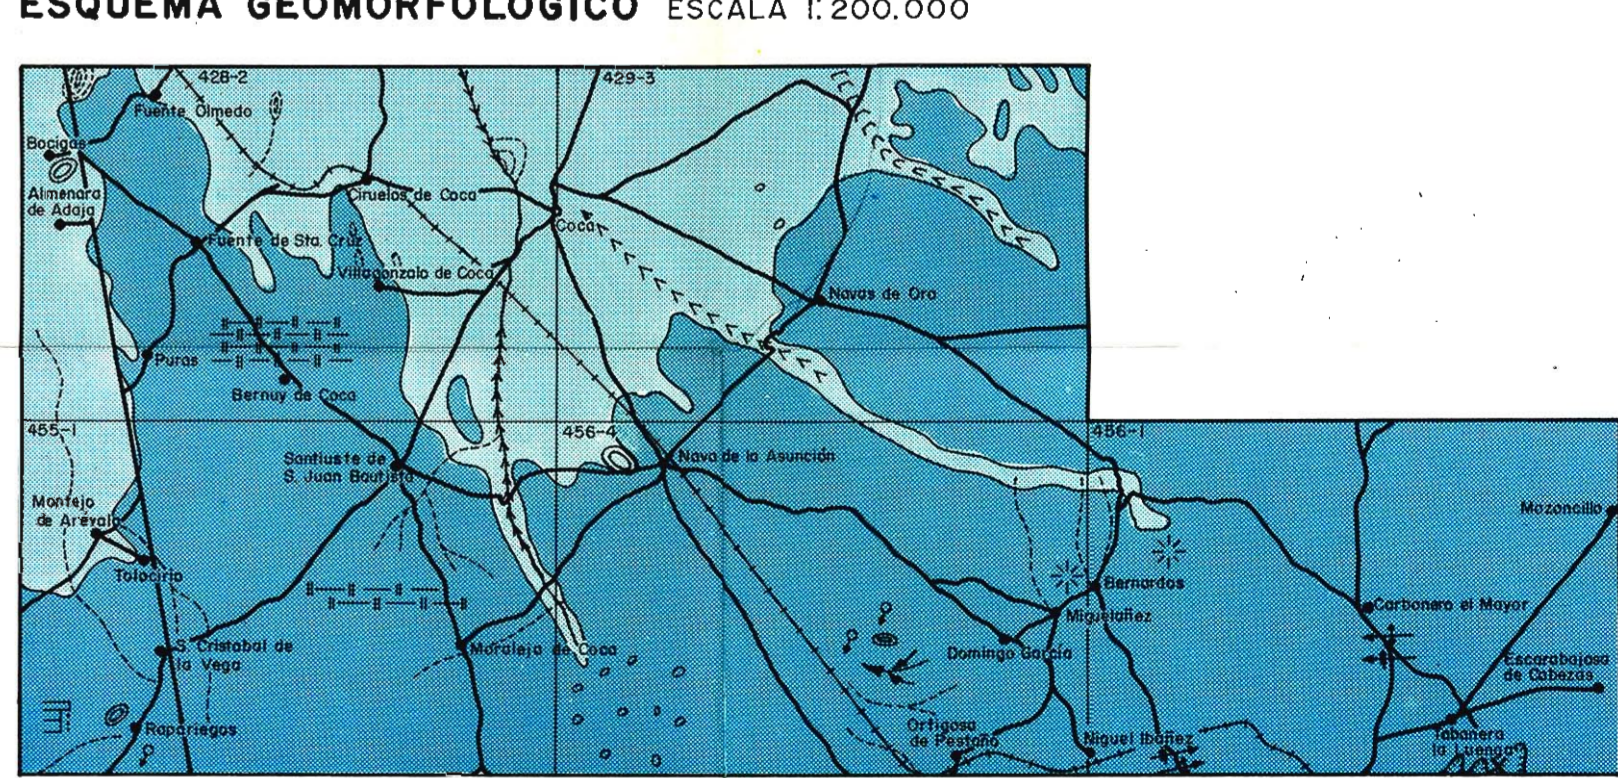 ESQUEMA GEOMORFOLOGICO ESCALA 1:200.000
428-2
429-3
Fuente Olmedo
Bocigas
Almenara
de Adaja
Ciruelos de Coca
Coca
Fuente de Sta. Cruz
Villagonzalo de Coca
Navas de Oro
Puras
Bernuy de Coca
455-1
456-4
456-1
Santiuste de
S. Juan Bautista
Nava de la Asunción
Montejo
de Arévalo
Mozoncillo
Tolocirio
Bernardos
Miguelañez
Carbonero el Mayor
S. Cristobal de
la Vega
Moraleja de Coca
Domingo García
Escarabajosa
de Cabezas
Rapariegos
Ortigosa
de Pestaño
Niguel Ibañez
Tabanera
la Luenga